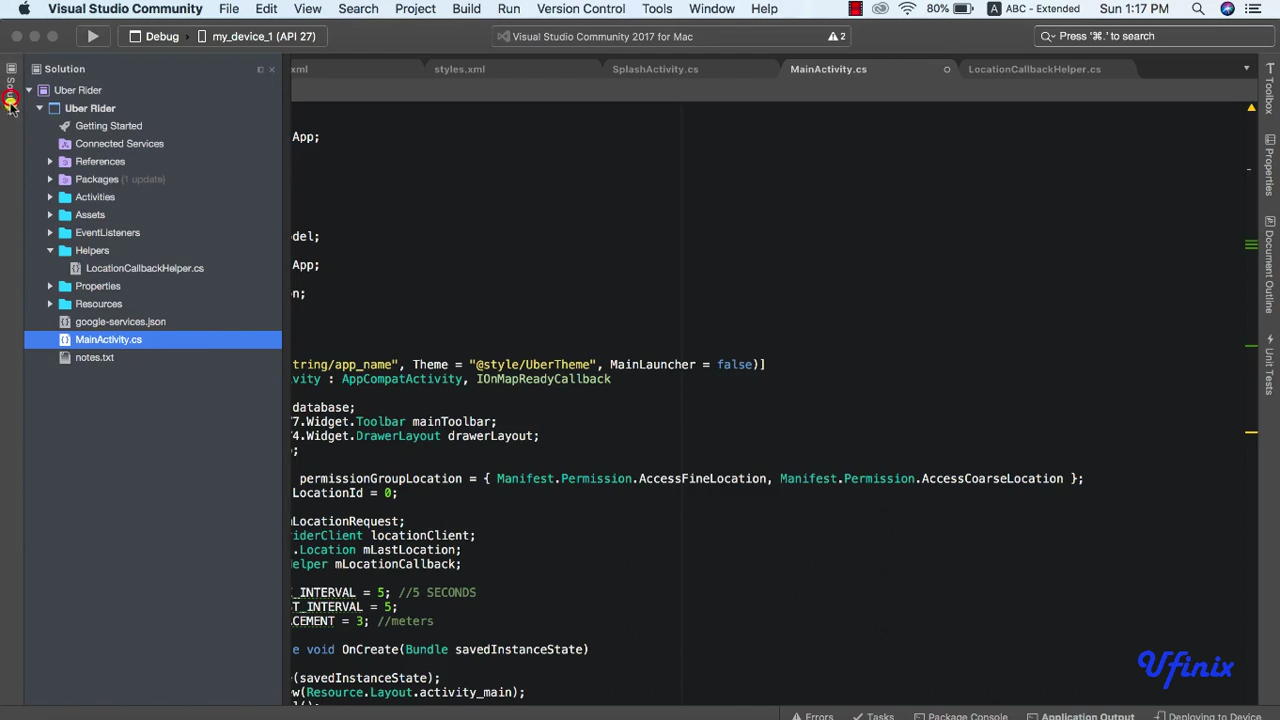 Visual Studio Community File Edit View Search Project Build Run Version Control Tools Window Help 80% A ABC - Extended Sun 1:17 PM
Debug my_device_1 (API 27) Visual Studio Community 2017 for Mac 2 Press '⌘.' to search
Solution
xml styles.xml SplashActivity.cs MainActivity.cs LocationCallbackHelper.cs
Uber Rider
Uber Rider
Getting Started
Connected Services
References
Packages (1 update)
Activities
Assets
EventListeners
Helpers
LocationCallbackHelper.cs
Properties
Resources
google-services.json
MainActivity.cs
notes.txt
App;
odel;
App;
on;
string/app_name", Theme = "@style/UberTheme", MainLauncher = false)]
ivity : AppCompatActivity, IOnMapReadyCallback
database;
7.Widget.Toolbar mainToolbar;
4.Widget.DrawerLayout drawerLayout;
;
permissionGroupLocation = { Manifest.Permission.AccessFineLocation, Manifest.Permission.AccessCoarseLocation };
LocationId = 0;
mLocationRequest;
iderClient locationClient;
.Location mLastLocation;
Helper mLocationCallback;
_INTERVAL = 5; //5 SECONDS
T_INTERVAL = 5;
CEMENT = 3; //meters
e void OnCreate(Bundle savedInstanceState)
(savedInstanceState);
w(Resource.Layout.activity_main);
();
Toolbox
Properties
Document Outline
Unit Tests
Ufinix
Errors Tasks Package Console Application Output Deploying to Device